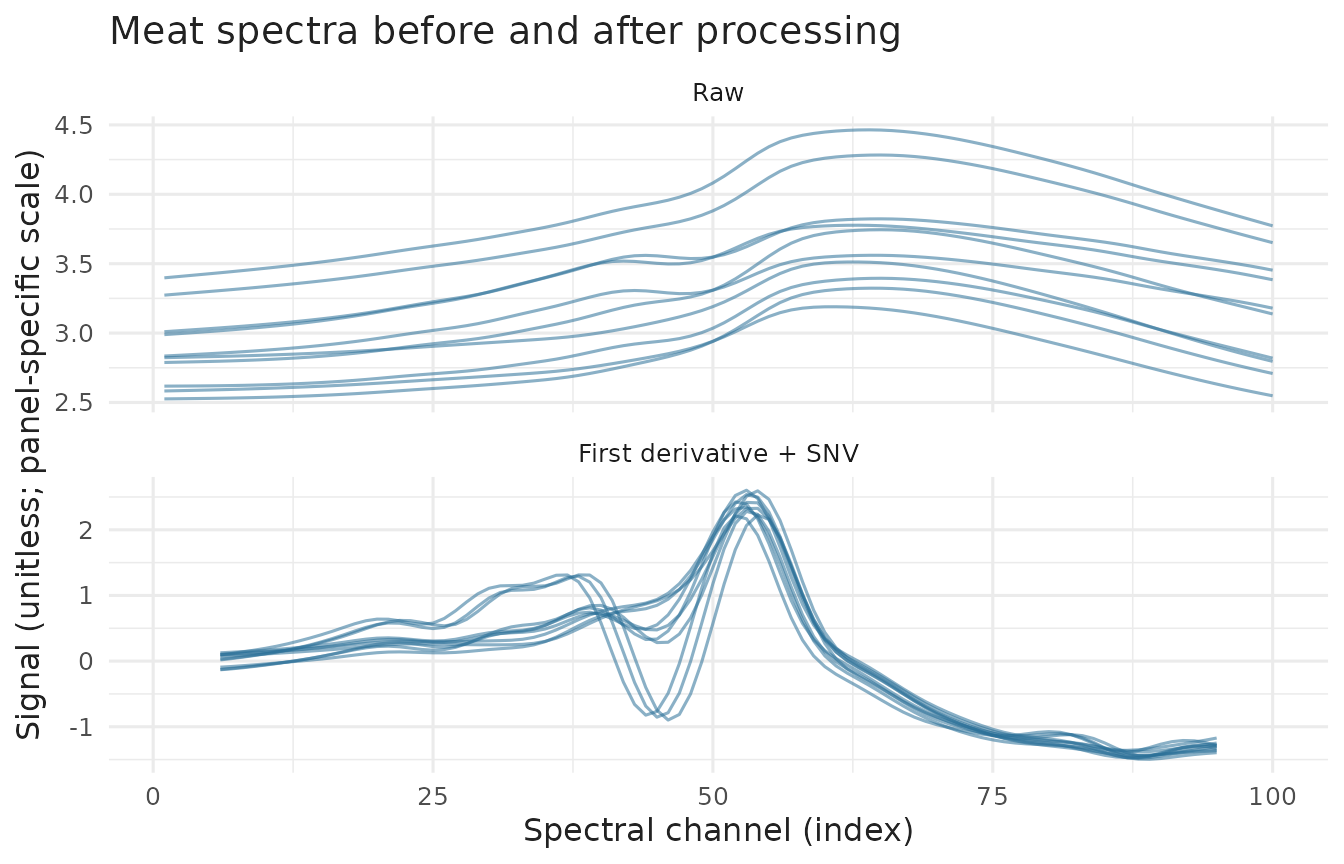 Meat spectra before and after processing
Raw
4.5
4.0
3.5
3.0
2.5
First derivative + SNV
2
1
0
-1
0 25 50 75 100
Spectral channel (index)
Signal (unitless; panel-specific scale)